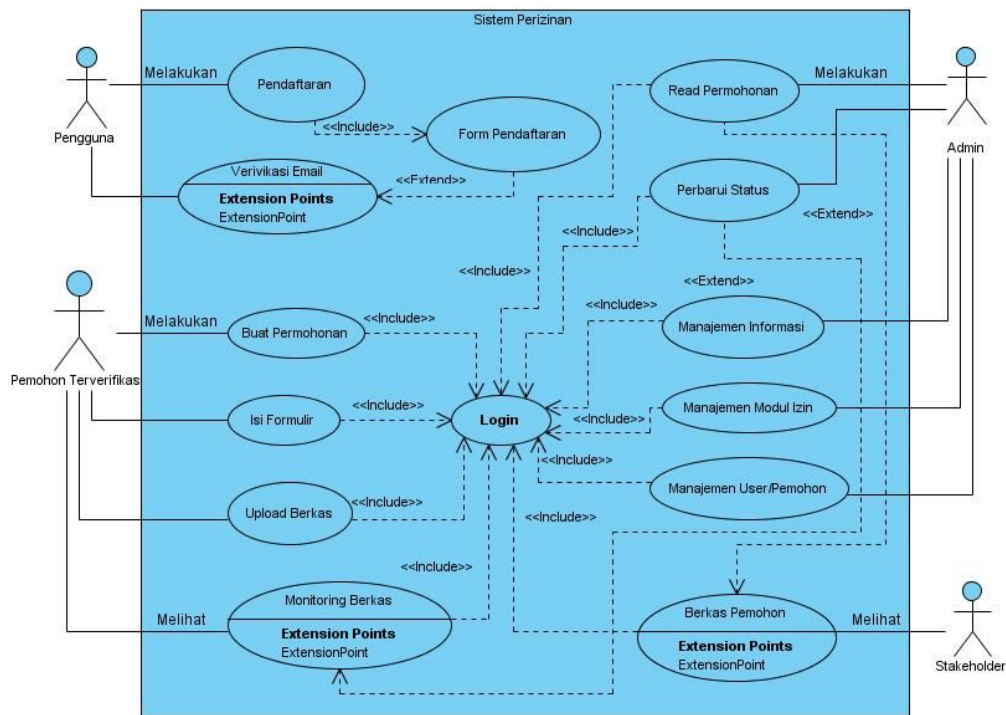 Sistem Perizinan
Melakukan
Pendaftaran
Read Permohonan
Melakukan
<<Include>>
Form Pendaftaran
Pengguna
Admin
Verivikasi Email
<<Extend>>
Perbarui Status
Extension Points
ExtensionPoint
<<Extend>>
<<Include>>
<<Include>>
<<Extend>>
Melakukan
Buat Permohonan
<<Include>>
<<Include>>
Manajemen Informasi
Pemohon Terverifikas
Isi Formulir
<<Include>>
Login
<<Include>>
Manajemen Modul Izin
<<Include>>
Manajemen User/Pemohon
Upload Berkas
<<Include>>
<<Include>>
<<Include>>
Monitoring Berkas
Berkas Pemohon
Melihat
Extension Points
ExtensionPoint
Extension Points
ExtensionPoint
Melihat
Stakeholder